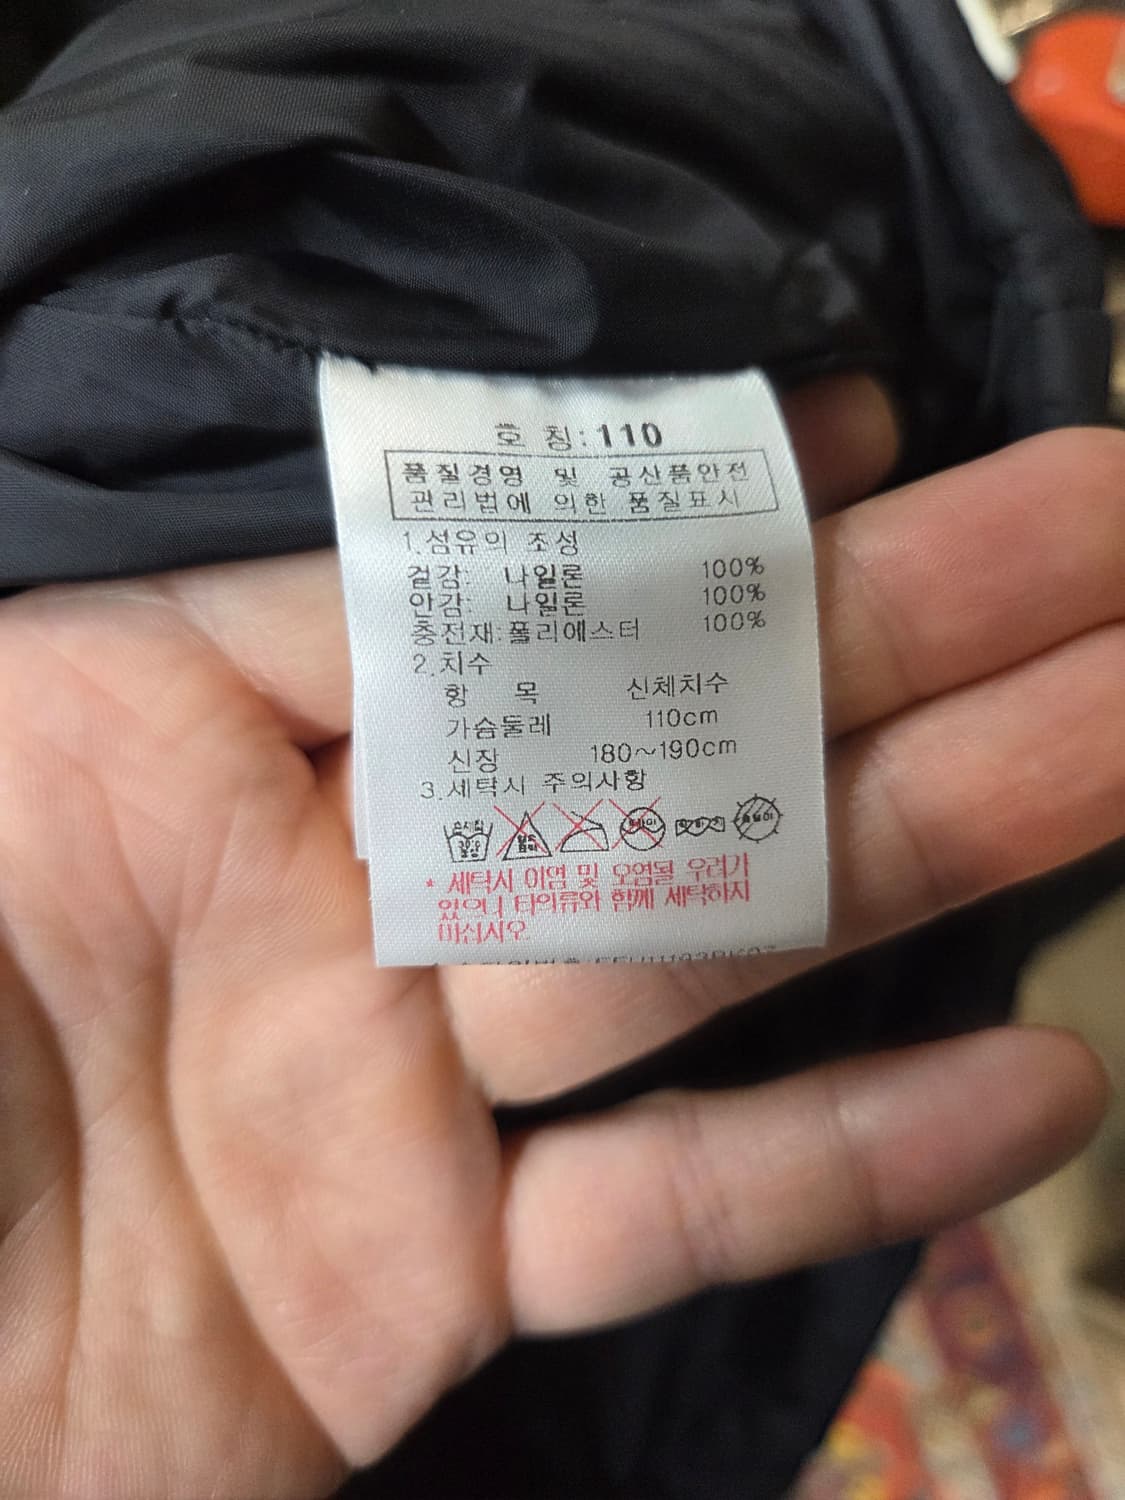 호 칭:110
품질경영 및 공산품안전
관리법에 의한 품질표시
1.섬유의 조성
겉감: 나일론 100%
안감: 나일론 100%
충전재:폴리에스터 100%
2.치수
항 목 신체치수
가슴둘레 110cm
신장 180~190cm
3.세탁시 주의사항
* 세탁시 이염 및 오염될 우려가
있으니 타의류와 함께 세탁하지
마십시오